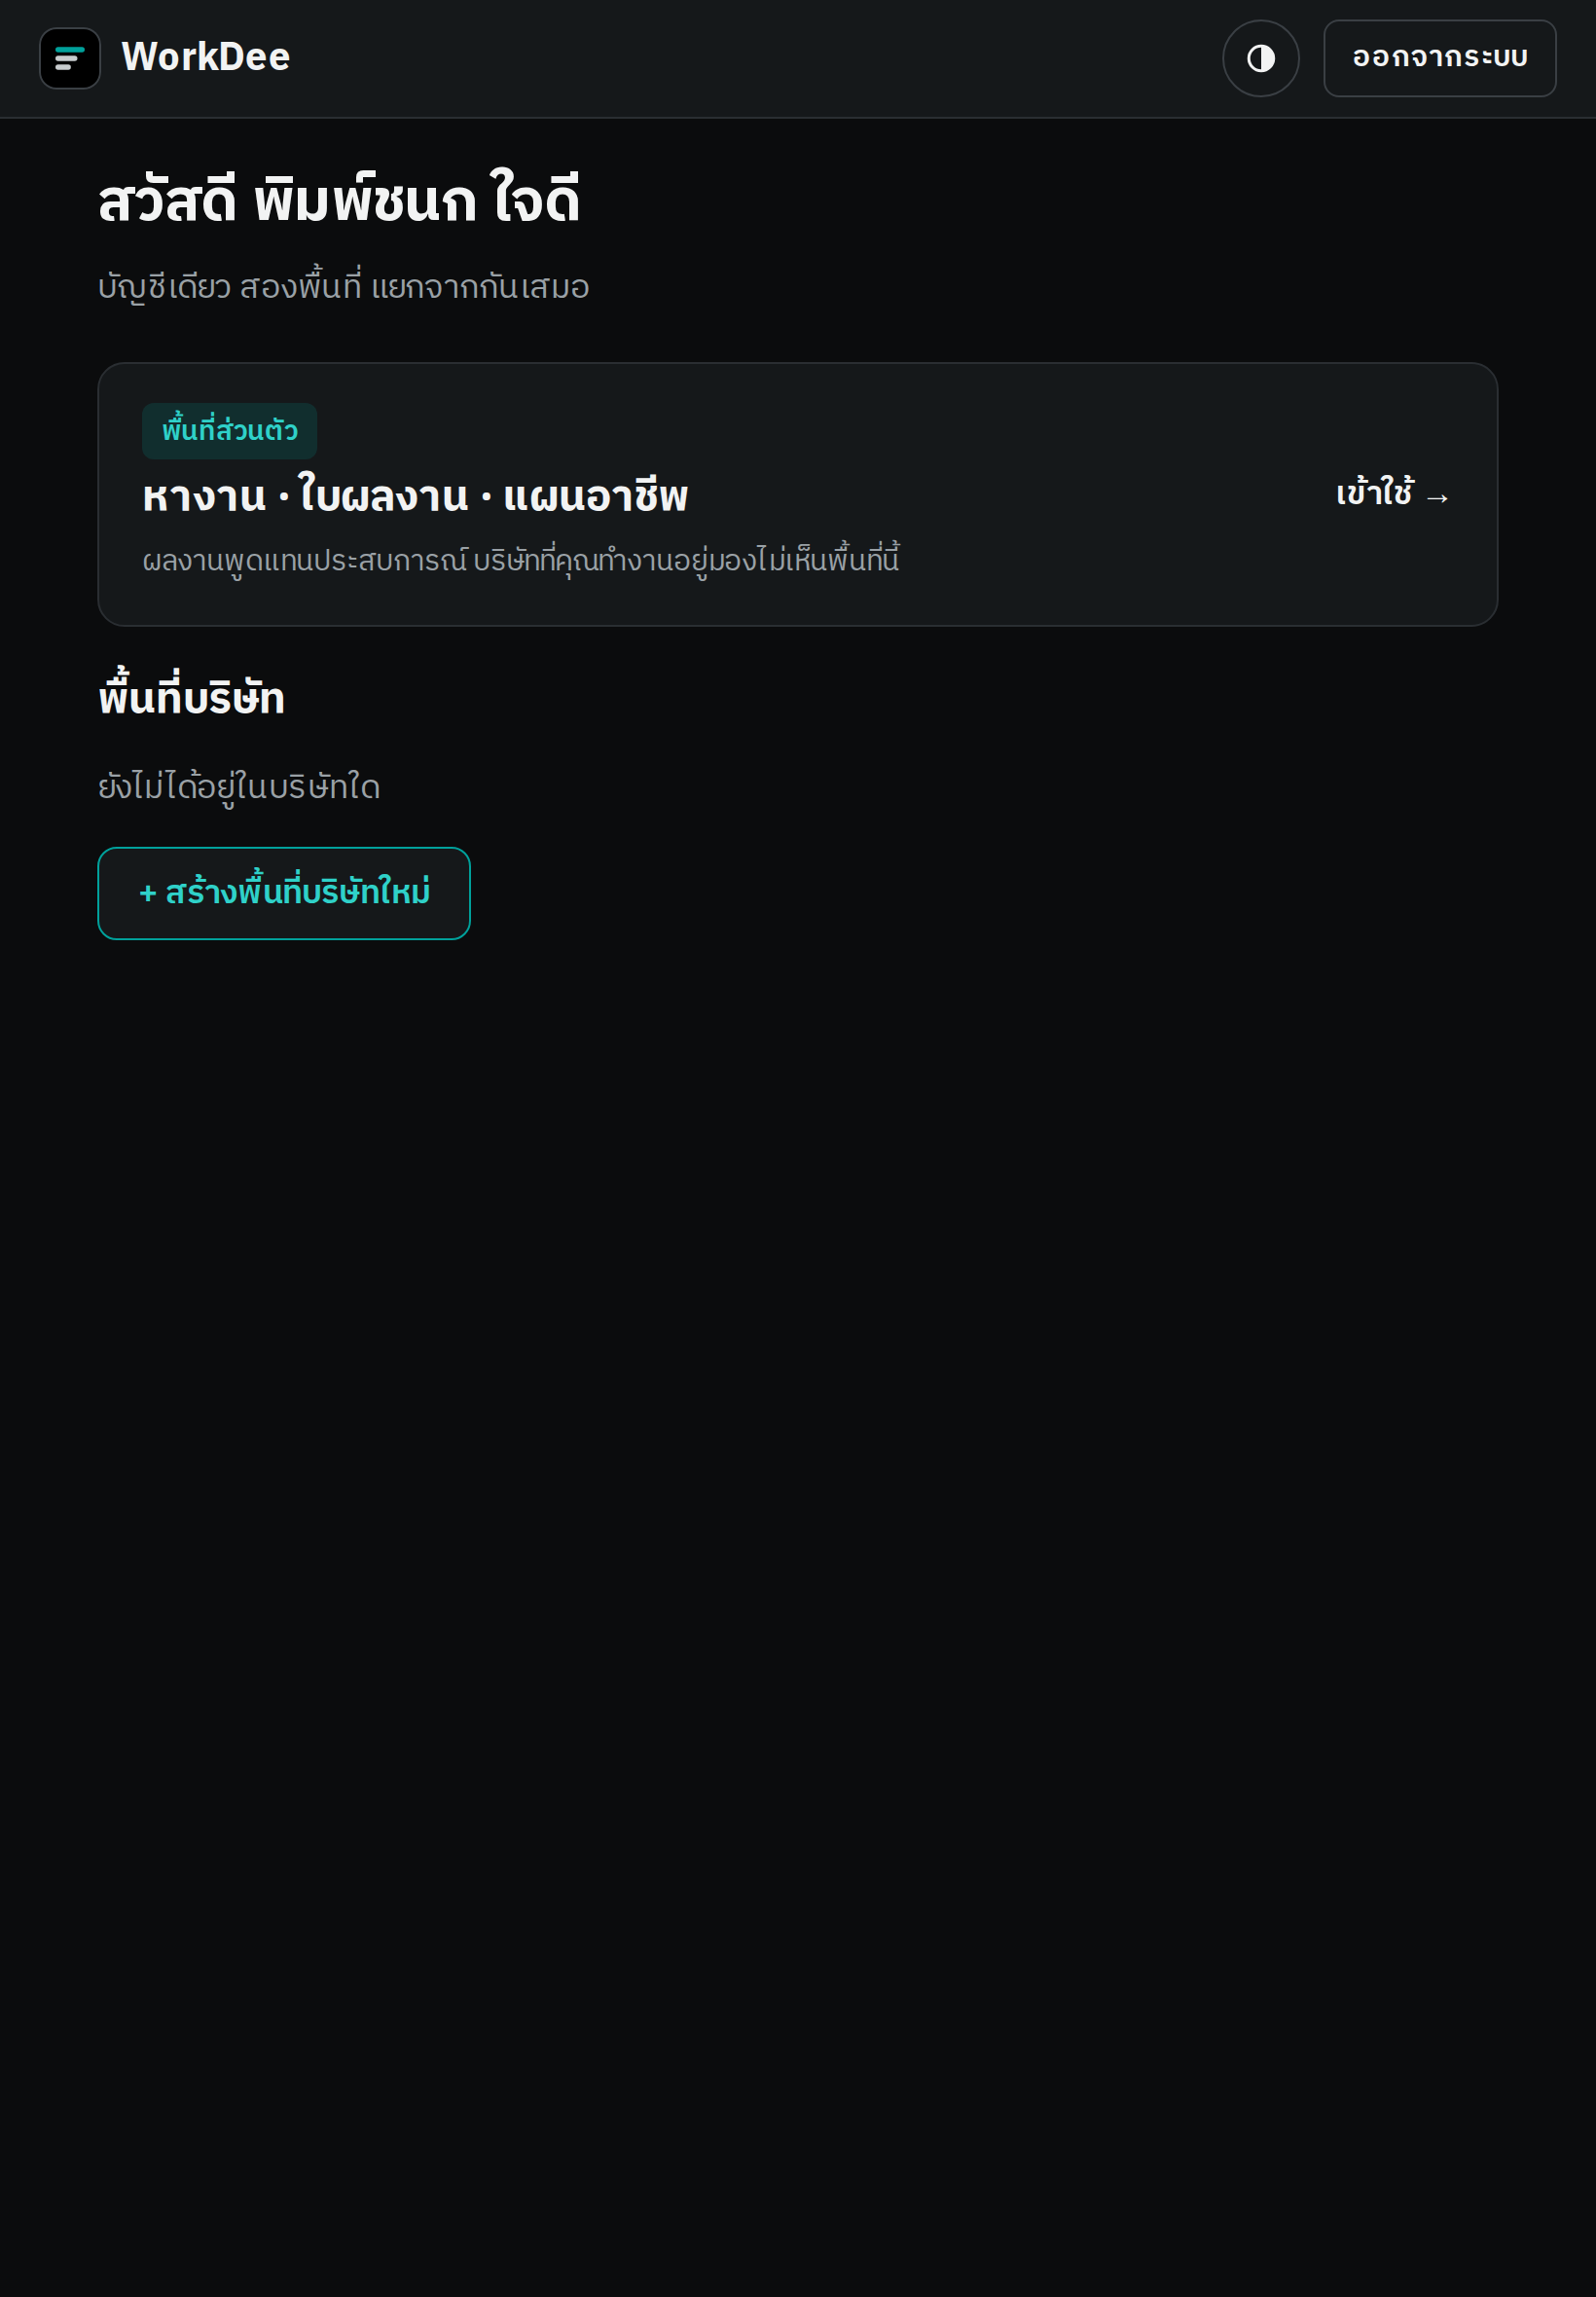 WorkDee
ออกจากระบบ
สวัสดี พิมพ์ชนก ใจดี
บัญชีเดียว สองพื้นที่ แยกจากกันเสมอ
พื้นที่ส่วนตัว
หางาน · ใบผลงาน · แผนอาชีพ
เข้าใช้ →
ผลงานพูดแทนประสบการณ์ บริษัทที่คุณทำงานอยู่มองไม่เห็นพื้นที่นี้
พื้นที่บริษัท
ยังไม่ได้อยู่ในบริษัทใด
+ สร้างพื้นที่บริษัทใหม่